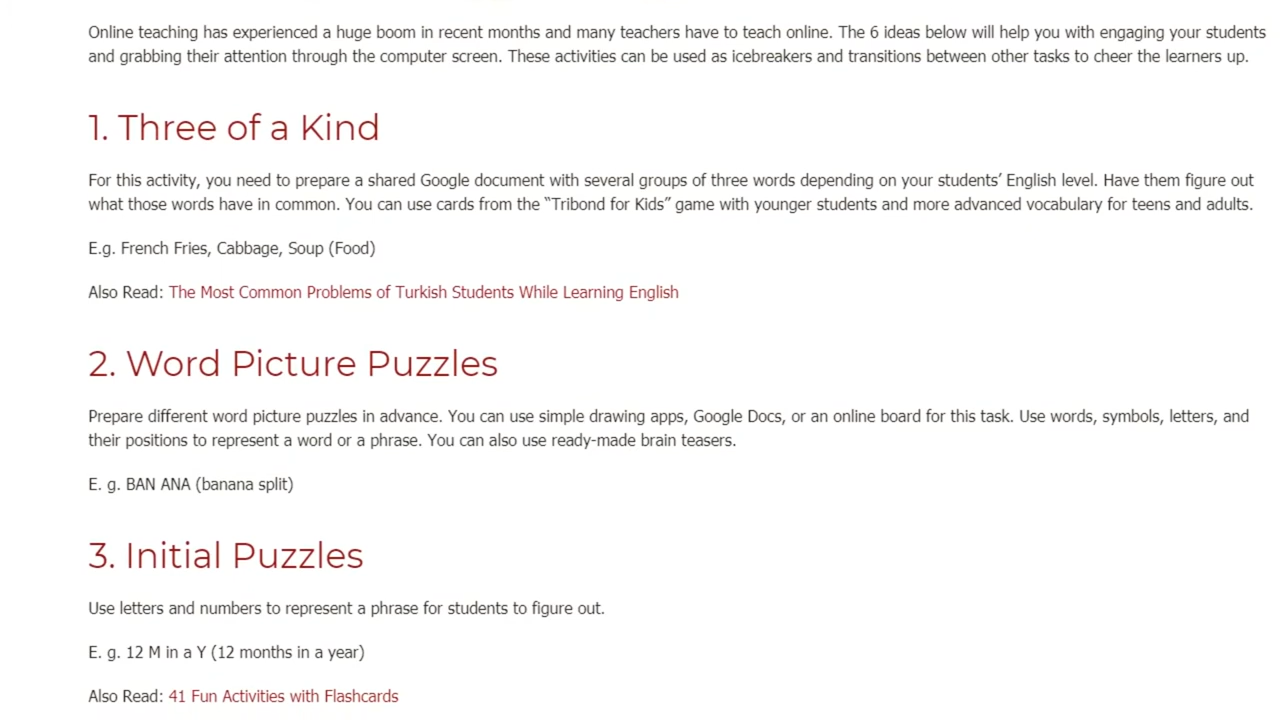 Online teaching has experienced a huge boom in recent months and many teachers have to teach online. The 6 ideas below will help you with engaging your students
and grabbing their attention through the computer screen. These activities can be used as icebreakers and transitions between other tasks to cheer the learners up.
1. Three of a Kind
For this activity, you need to prepare a shared Google document with several groups of three words depending on your students’ English level. Have them figure out
what those words have in common. You can use cards from the “Tribond for Kids” game with younger students and more advanced vocabulary for teens and adults.
E.g. French Fries, Cabbage, Soup (Food)
Also Read: The Most Common Problems of Turkish Students While Learning English
2. Word Picture Puzzles
Prepare different word picture puzzles in advance. You can use simple drawing apps, Google Docs, or an online board for this task. Use words, symbols, letters, and
their positions to represent a word or a phrase. You can also use ready-made brain teasers.
E. g. BAN ANA (banana split)
3. Initial Puzzles
Use letters and numbers to represent a phrase for students to figure out.
E. g. 12 M in a Y (12 months in a year)
Also Read: 41 Fun Activities with Flashcards